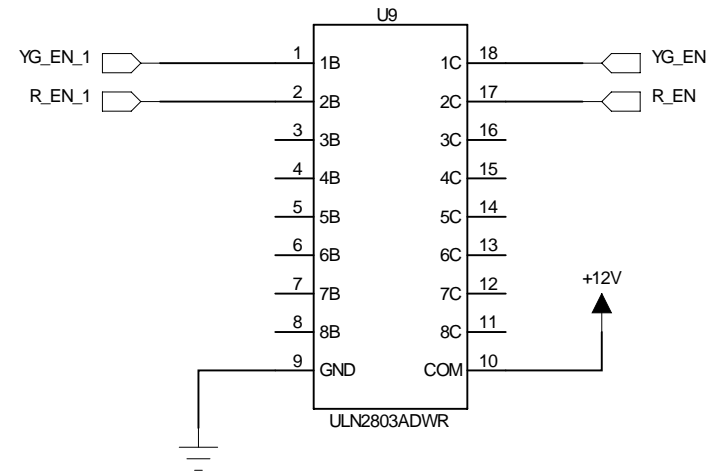 U9
YG_EN_1 1 1B 1C 18 YG_EN
R_EN_1 2 2B 2C 17 R_EN
3 3B 3C 16
4 4B 4C 15
5 5B 5C 14
6 6B 6C 13
7 7B 7C 12
+12V
8 8B 8C 11
9 GND COM 10
ULN2803ADWR